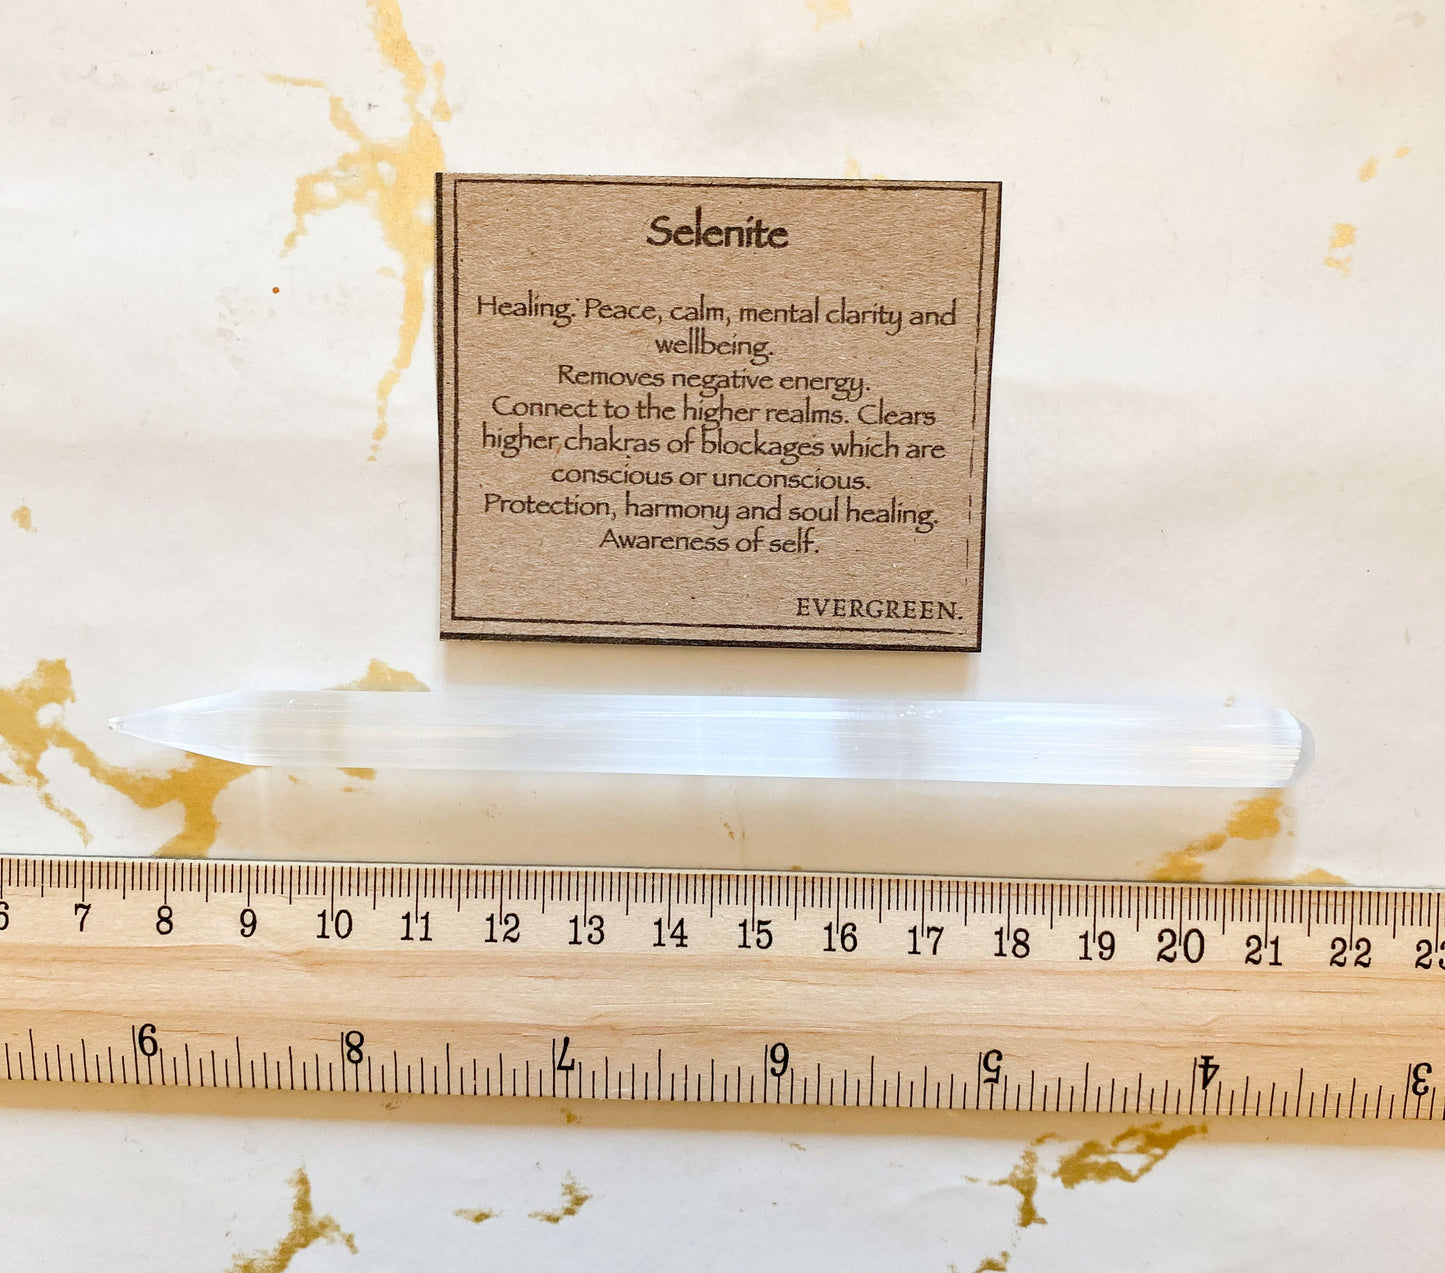 Selenite
Healing. Peace, calm, mental clarity and
wellbeing.
Removes negative energy.
Connect to the higher realms. Clears
higher chakras of blockages which are
conscious or unconscious.
Protection, harmony and soul healing.
Awareness of self.
EVERGREEN.
6 7 8 9 10 11 12 13 14 15 16 17 18 19 20 21 22 23
9 8 7 6 5 4 3